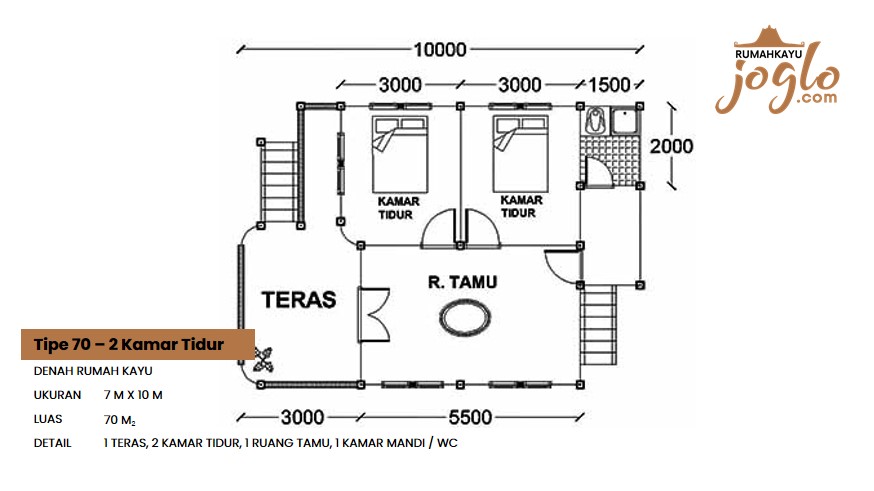 10000
RUMAHKAYU
joglo
.com
3000
3000
1500
2000
KAMAR
TIDUR
KAMAR
TIDUR
R. TAMU
TERAS
Tipe 70 – 2 Kamar Tidur
DENAH RUMAH KAYU
UKURAN 7 M X 10 M
LUAS 70 M₂
3000
5500
DETAIL 1 TERAS, 2 KAMAR TIDUR, 1 RUANG TAMU, 1 KAMAR MANDI / WC